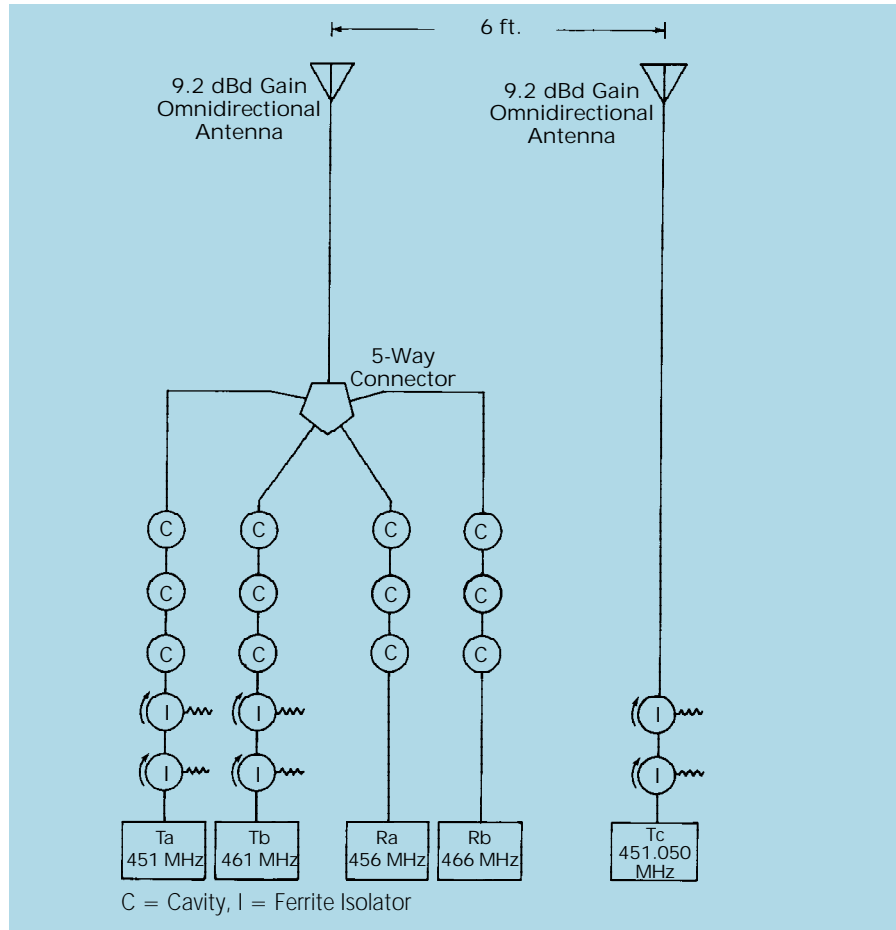 6 ft.
9.2 dBd Gain
Omnidirectional
Antenna
9.2 dBd Gain
Omnidirectional
Antenna
5-Way
Connector
C
C
C
C
C
C
C
C
C
C
C
C
I
I
I
I
I
I
Ta
451 MHz
Tb
461 MHz
Ra
456 MHz
Rb
466 MHz
Tc
451.050
MHz
C = Cavity, I = Ferrite Isolator